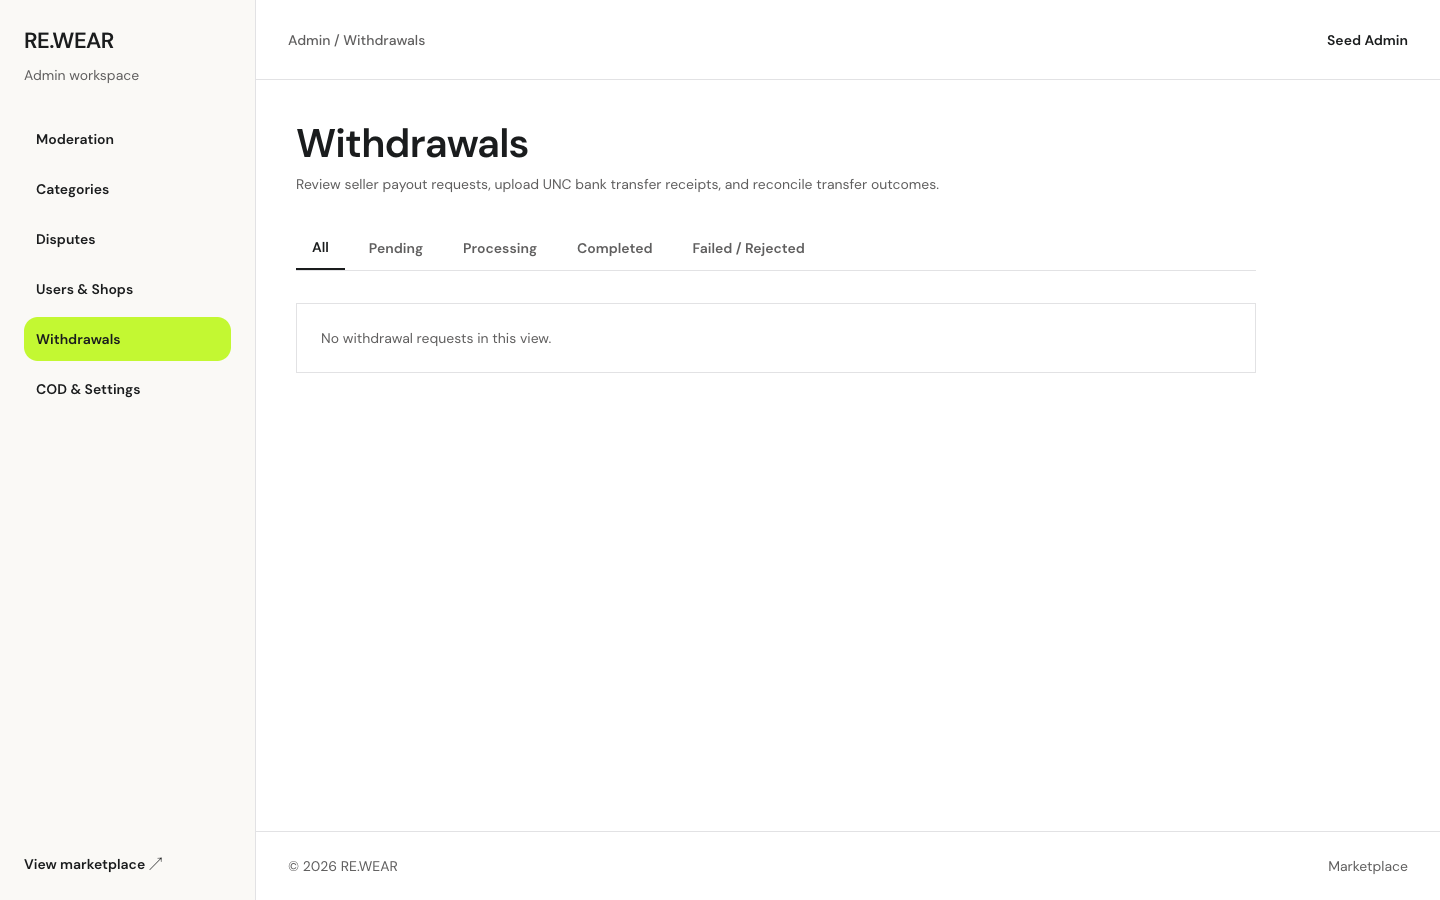 RE.WEAR
Admin workspace
Moderation
Categories
Disputes
Users & Shops
Withdrawals
COD & Settings
View marketplace ↗
Admin / Withdrawals
Seed Admin
Withdrawals
Review seller payout requests, upload UNC bank transfer receipts, and reconcile transfer outcomes.
All
Pending
Processing
Completed
Failed / Rejected
No withdrawal requests in this view.
© 2026 RE.WEAR
Marketplace